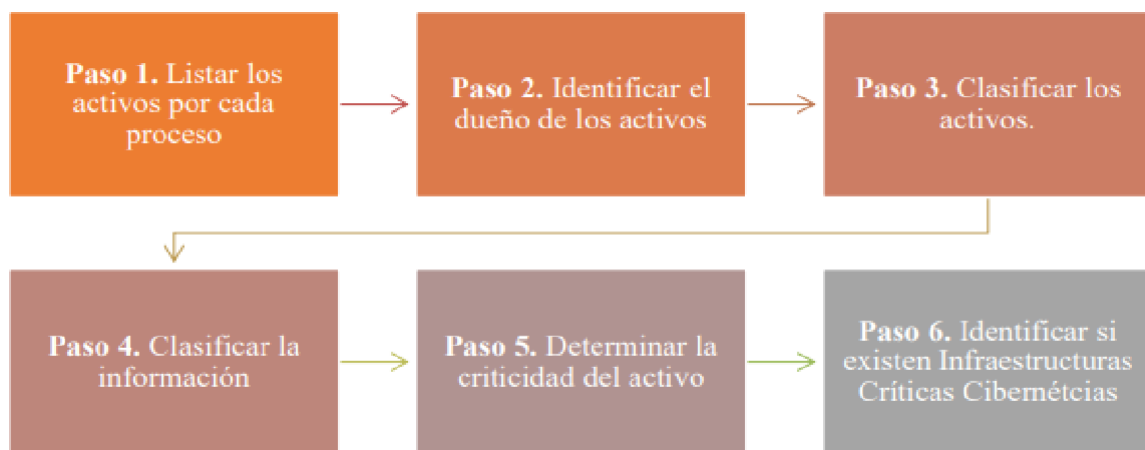 Paso 1. Listar los
activos por cada
proceso
Paso 2. Identificar el
dueño de los activos
Paso 3. Clasificar los
activos.
Paso 4. Clasificar la
información
Paso 5. Determinar la
criticidad del activo
Paso 6. Identificar si
existen Infraestructuras
Críticas Cibernétcias